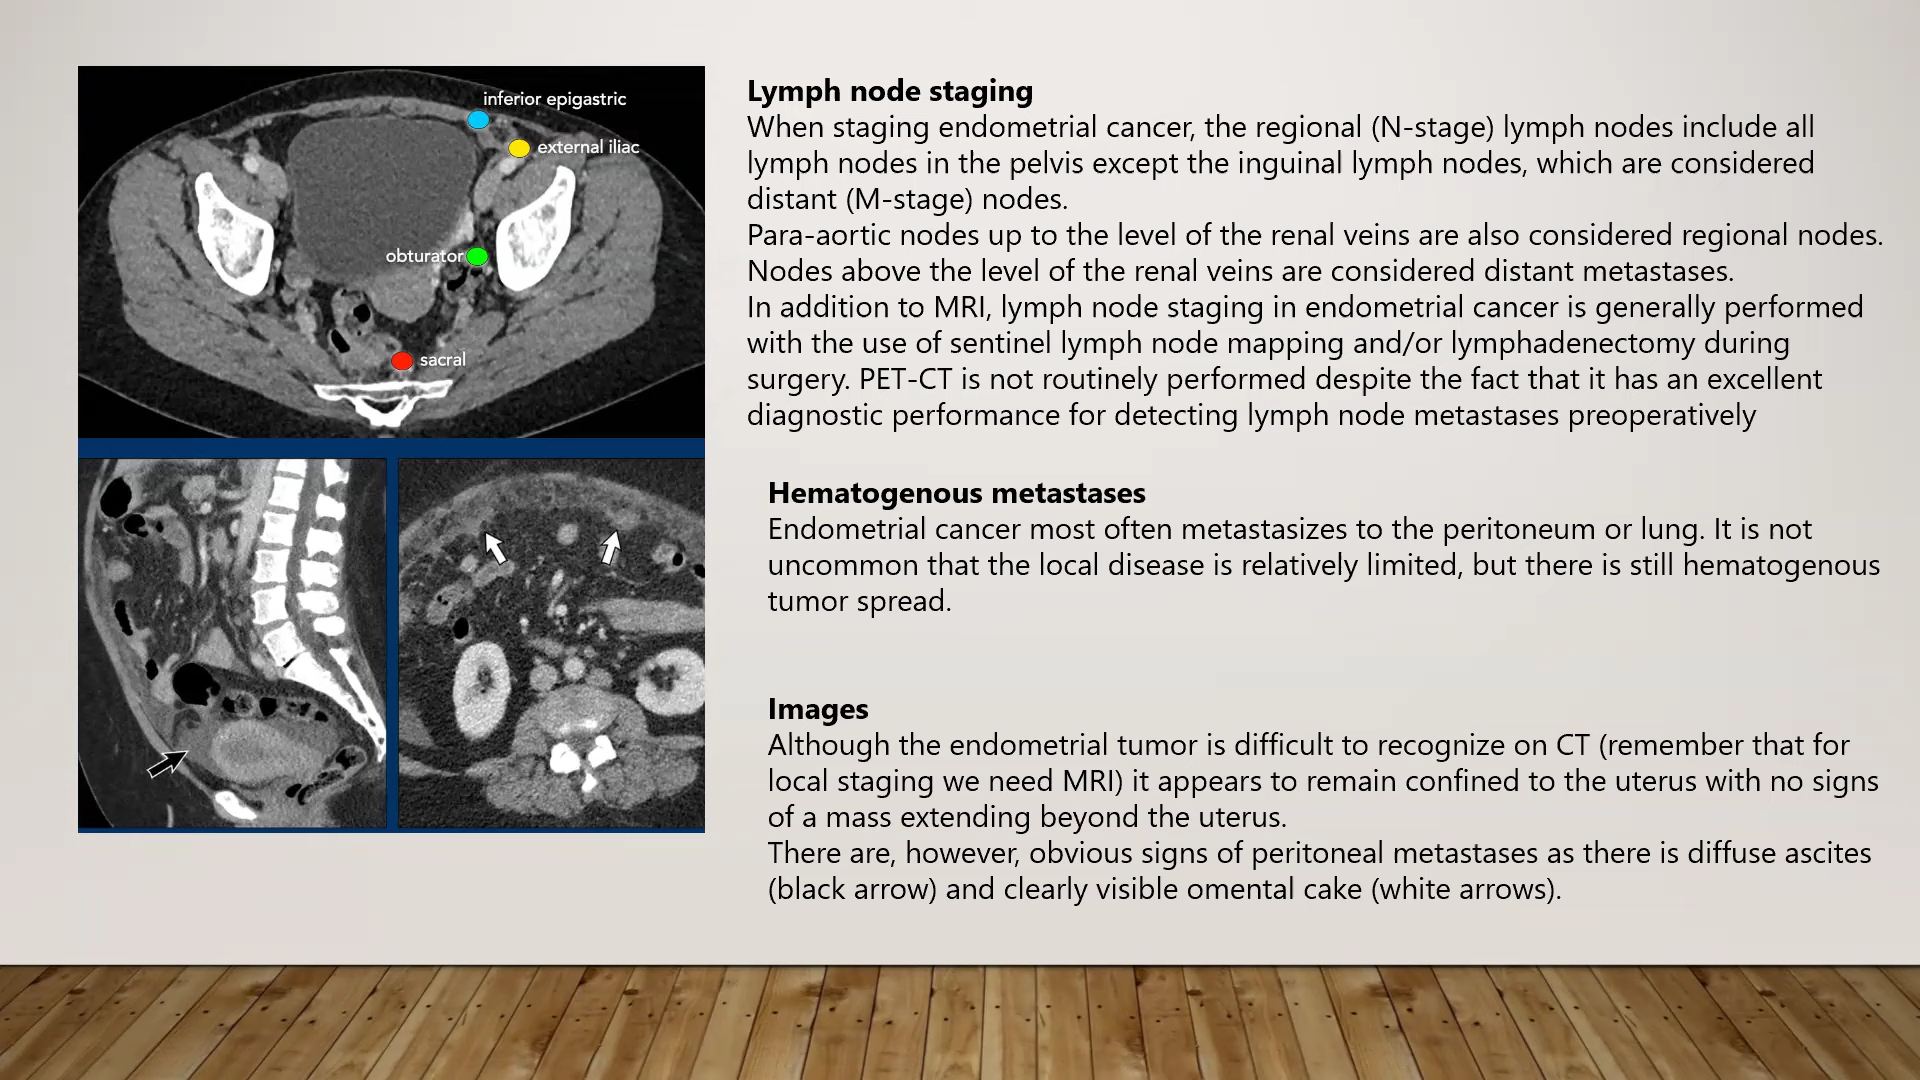 inferior epigastric
external iliac
obturator
sacral
Lymph node staging
When staging endometrial cancer, the regional (N-stage) lymph nodes include all
lymph nodes in the pelvis except the inguinal lymph nodes, which are considered
distant (M-stage) nodes.
Para-aortic nodes up to the level of the renal veins are also considered regional nodes.
Nodes above the level of the renal veins are considered distant metastases.
In addition to MRI, lymph node staging in endometrial cancer is generally performed
with the use of sentinel lymph node mapping and/or lymphadenectomy during
surgery. PET-CT is not routinely performed despite the fact that it has an excellent
diagnostic performance for detecting lymph node metastases preoperatively
Hematogenous metastases
Endometrial cancer most often metastasizes to the peritoneum or lung. It is not
uncommon that the local disease is relatively limited, but there is still hematogenous
tumor spread.
Images
Although the endometrial tumor is difficult to recognize on CT (remember that for
local staging we need MRI) it appears to remain confined to the uterus with no signs
of a mass extending beyond the uterus.
There are, however, obvious signs of peritoneal metastases as there is diffuse ascites
(black arrow) and clearly visible omental cake (white arrows).